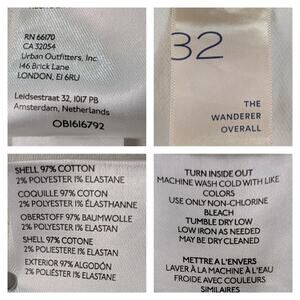 RN 66170
CA 32054
Urban Outfitters, Inc
146 Brick Lane
LONDON, E1 6RU
Leidsestraat 32, 1017 PB
Amsterdam, Netherlands
OB1616792
32
THE
WANDERER
OVERALL
SHELL 97% COTTON
2% POLYESTER 1% ELASTANE
COQUILLE 97% COTON
2% POLYESTER 1% ÉLASTHANNE
OBERSTOFF 97% BAUMWOLLE
2% POLYESTER 1% ELASTAN
SHELL 97% COTONE
2% POLIESTERE 1% ELASTAN
EXTERIOR 97% ALGODÓN
2% POLIÉSTER 1% ELASTANE
TURN INSIDE OUT
MACHINE WASH COLD WITH LIKE
COLORS
USE ONLY NON-CHLORINE
BLEACH
TUMBLE DRY LOW
LOW IRON AS NEEDED
MAY BE DRY CLEANED
METTRE A L'ENVERS
LAVER À LA MACHINE À L'EAU
FROIDE AVEC COULEURS
SIMILAIRES